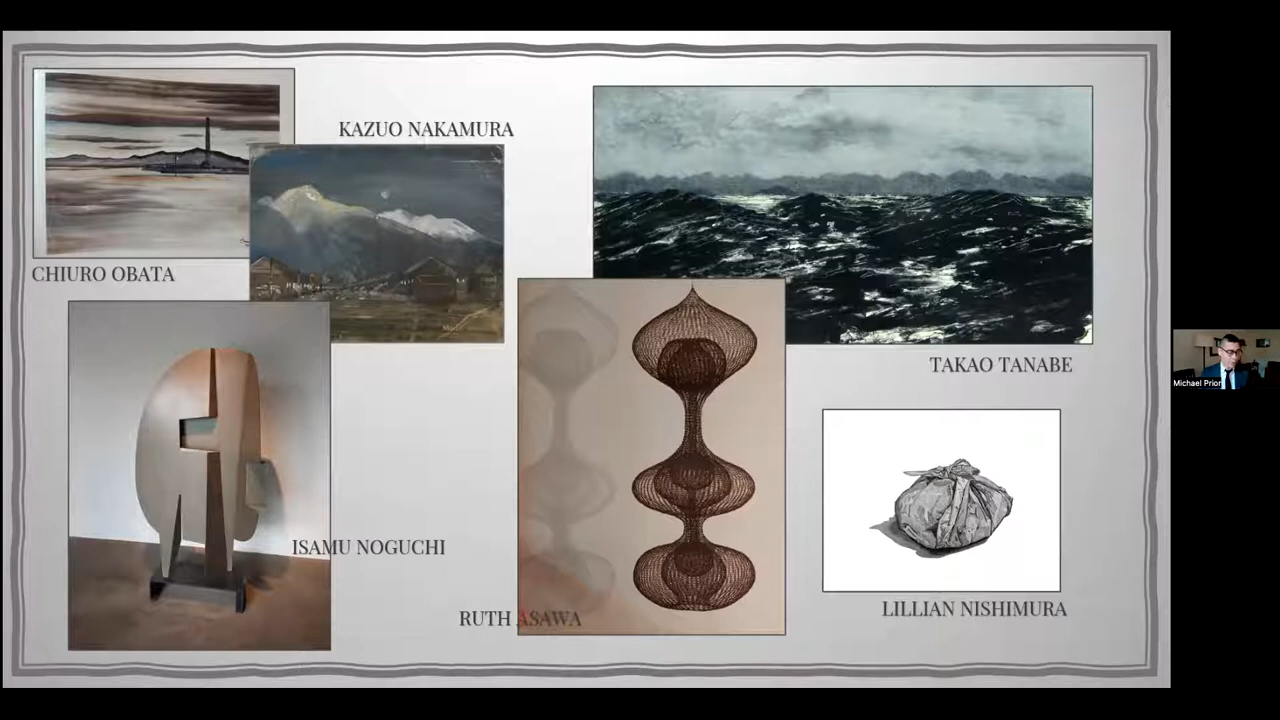 KAZUO NAKAMURA
CHIURO OBATA
TAKAO TANABE
Michael Prior
ISAMU NOGUCHI
RUTH ASAWA
LILLIAN NISHIMURA